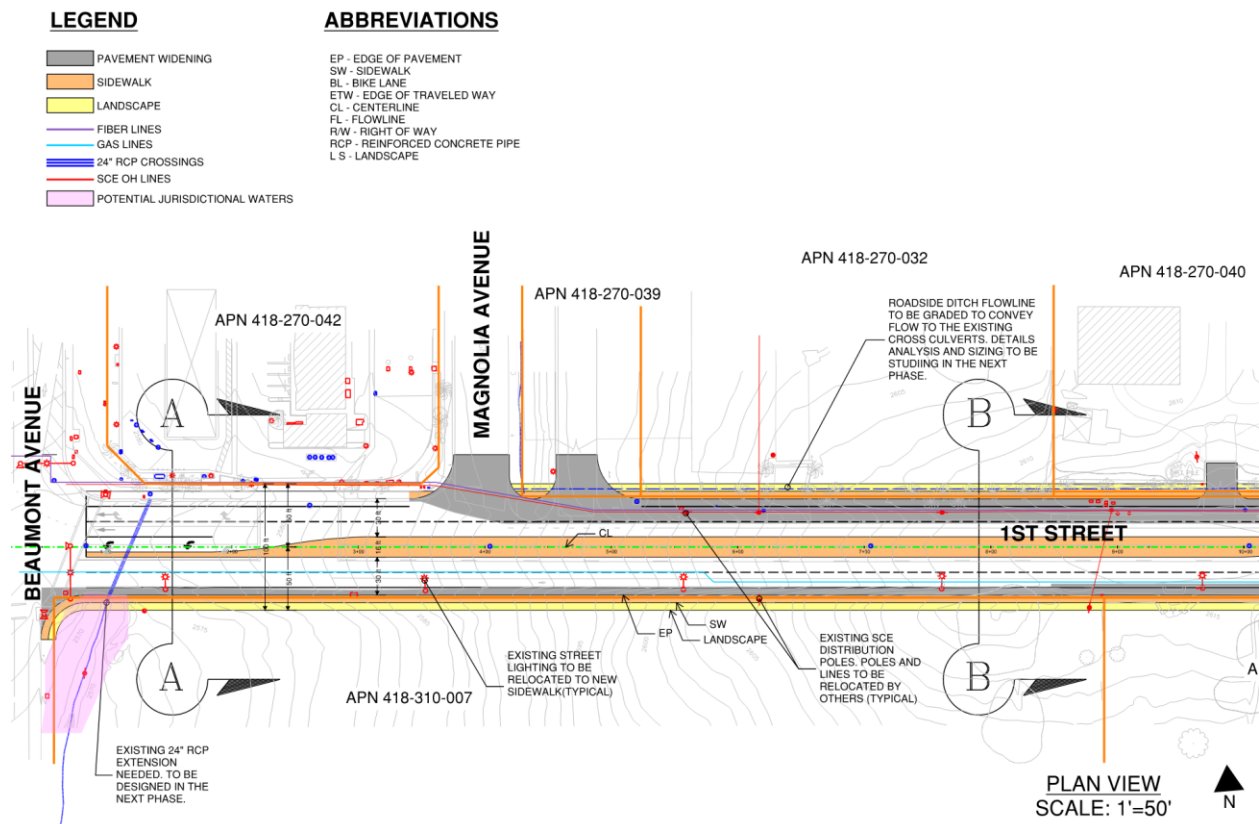 LEGEND
PAVEMENT WIDENING
SIDEWALK
LANDSCAPE
FIBER LINES
GAS LINES
24" RCP CROSSINGS
SCE OH LINES
POTENTIAL JURISDICTIONAL WATERS
ABBREVIATIONS
EP - EDGE OF PAVEMENT
SW - SIDEWALK
BL - BIKE LANE
ETW - EDGE OF TRAVELED WAY
CL - CENTERLINE
FL - FLOWLINE
R/W - RIGHT OF WAY
RCP - REINFORCED CONCRETE PIPE
L S - LANDSCAPE
BEAUMONT AVENUE
APN 418-270-042
MAGNOLIA AVENUE
APN 418-270-039
APN 418-270-032
APN 418-270-040
ROADSIDE DITCH FLOWLINE
TO BE GRADED TO CONVEY
FLOW TO THE EXISTING
CROSS CULVERTS. DETAILS
ANALYSIS AND SIZING TO BE
STUDIING IN THE NEXT
PHASE.
A
B
1ST STREET
CL
EP
SW
LANDSCAPE
A
B
A
EXISTING STREET
LIGHTING TO BE
RELOCATED TO NEW
SIDEWALK(TYPICAL)
APN 418-310-007
EXISTING SCE
DISTRIBUTION
POLES. POLES AND
LINES TO BE
RELOCATED BY
OTHERS (TYPICAL)
EXISTING 24" RCP
EXTENSION
NEEDED. TO BE
DESIGNED IN THE
NEXT PHASE.
PLAN VIEW
SCALE: 1'=50'
N